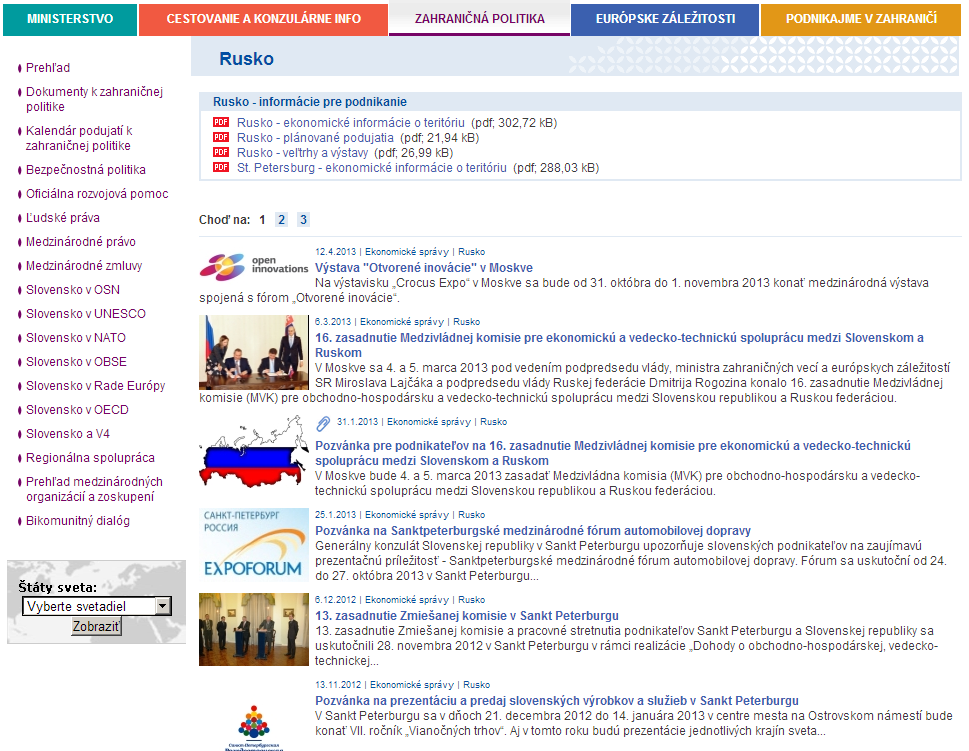 MINISTERSTVO
CESTOVANIE A KONZULÁRNE INFO
ZAHRANIČNÁ POLITIKA
EURÓPSKE ZÁLEŽITOSTI
PODNIKAJME V ZAHRANIČÍ
Prehľad
Dokumenty k zahraničnej
politike
Kalendár podujatí k
zahraničnej politike
Bezpečnostná politika
Oficiálna rozvojová pomoc
Ľudské práva
Medzinárodné právo
Medzinárodné zmluvy
Slovensko v OSN
Slovensko v UNESCO
Slovensko v NATO
Slovensko v OBSE
Slovensko v Rade Európy
Slovensko v OECD
Slovensko a V4
Regionálna spolupráca
Prehľad medzinárodných
organizácií a zoskupení
Bikomunitný dialóg
Štáty sveta:
Vyberte svetadiel
Zobraziť
Rusko
Rusko - informácie pre podnikanie
PDF Rusko - ekonomické informácie o teritóriu (pdf; 302,72 kB)
PDF Rusko - plánované podujatia (pdf; 21,94 kB)
PDF Rusko - veľtrhy a výstavy (pdf; 26,99 kB)
PDF St. Petersburg - ekonomické informácie o teritóriu (pdf; 288,03 kB)
Choď na: 1 2 3
open
innovations
12.4.2013 | Ekonomické správy | Rusko
Výstava "Otvorené inovácie" v Moskve
Na výstavisku „Crocus Expo“ v Moskve sa bude od 31. októbra do 1. novembra 2013 konať medzinárodná výstava
spojená s fórom „Otvorené inovácie“.
6.3.2013 | Ekonomické správy | Rusko
16. zasadnutie Medzivládnej komisie pre ekonomickú a vedecko-technickú spoluprácu medzi Slovenskom a
Ruskom
V Moskve sa 4. a 5. marca 2013 pod vedením podpredsedu vlády, ministra zahraničných vecí a európskych záležitostí
SR Miroslava Lajčáka a podpredsedu vlády Ruskej federácie Dmitrija Rogozina konalo 16. zasadnutie Medzivládnej
komisie (MVK) pre obchodno-hospodársku a vedecko-technickú spoluprácu medzi Slovenskou republikou a Ruskou federáciou.
31.1.2013 | Ekonomické správy | Rusko
Pozvánka pre podnikateľov na 16. zasadnutie Medzivládnej komisie pre ekonomickú a vedecko-technickú
spoluprácu medzi Slovenskom a Ruskom
V Moskve bude 4. a 5. marca 2013 zasadať Medzivládna komisia (MVK) pre obchodno-hospodársku a vedecko-
technickú spoluprácu medzi Slovenskou republikou a Ruskou federáciou.
САНКТ-ПЕТЕРБУРГ
РОССИЯ
EXPOFORUM
25.1.2013 | Ekonomické správy | Rusko
Pozvánka na Sanktpeterburgské medzinárodné fórum automobilovej dopravy
Generálny konzulát Slovenskej republiky v Sankt Peterburgu upozorňuje slovenských podnikateľov na zaujímavú
prezentačnú príležitosť - Sanktpeterburgské medzinárodné fórum automobilovej dopravy. Fórum sa uskutoční od 24.
do 27. októbra 2013 v Sankt Peterburgu...
6.12.2012 | Ekonomické správy | Rusko
13. zasadnutie Zmiešanej komisie v Sankt Peterburgu
13. zasadnutie Zmiešanej komisie a pracovné stretnutia podnikateľov Sankt Peterburgu a Slovenskej republiky sa
uskutočnili 28. novembra 2012 v Sankt Peterburgu v rámci realizácie „Dohody o obchodno-hospodárskej, vedecko-
technickej...
13.11.2012 | Ekonomické správy | Rusko
Pozvánka na prezentáciu a predaj slovenských výrobkov a služieb v Sankt Peterburgu
V Sankt Peterburgu sa v dňoch 21. decembra 2012 do 14. januára 2013 v centre mesta na Ostrovskom námestí bude
konať VII. ročník „Vianočných trhov“. Aj v tomto roku budú prezentácie jednotlivých krajín sveta...